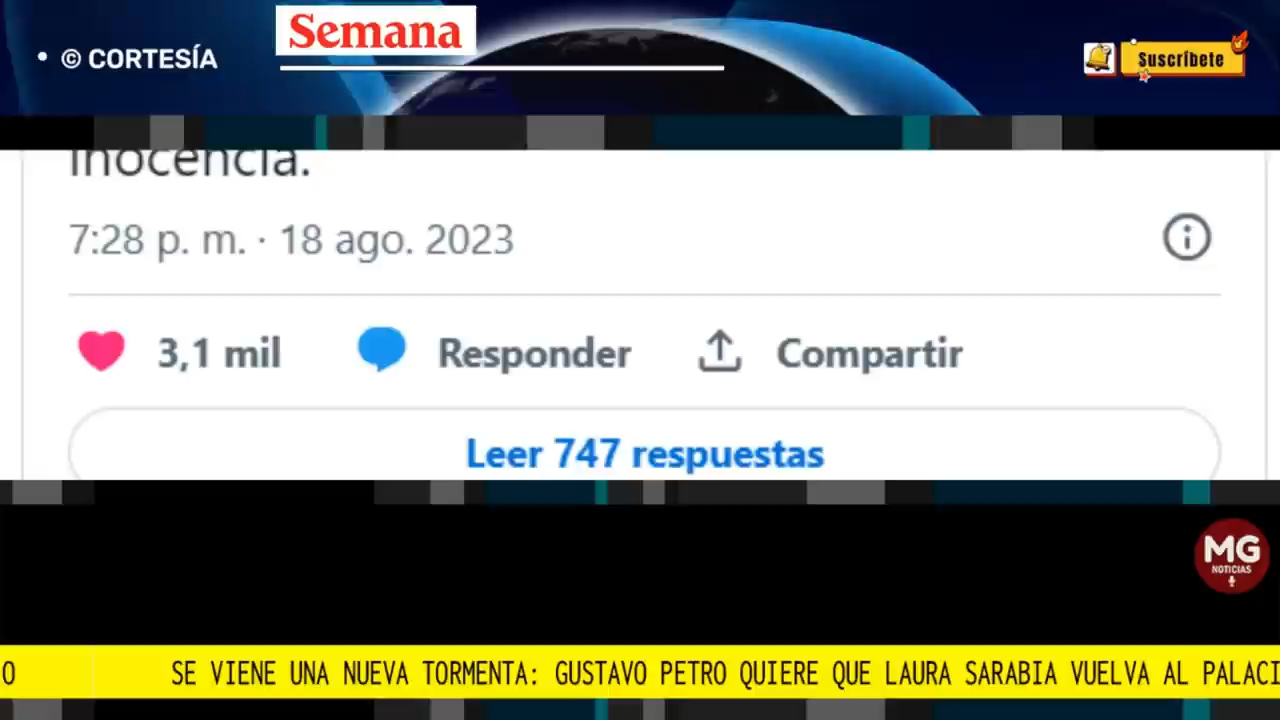 • © CORTESÍA
Semana
Suscríbete
inocencia.
7:28 p. m. · 18 ago. 2023
3,1 mil
Responder
Compartir
Leer 747 respuestas
MG
NOTICIAS
O SE VIENE UNA NUEVA TORMENTA: GUSTAVO PETRO QUIERE QUE LAURA SARABIA VUELVA AL PALACI